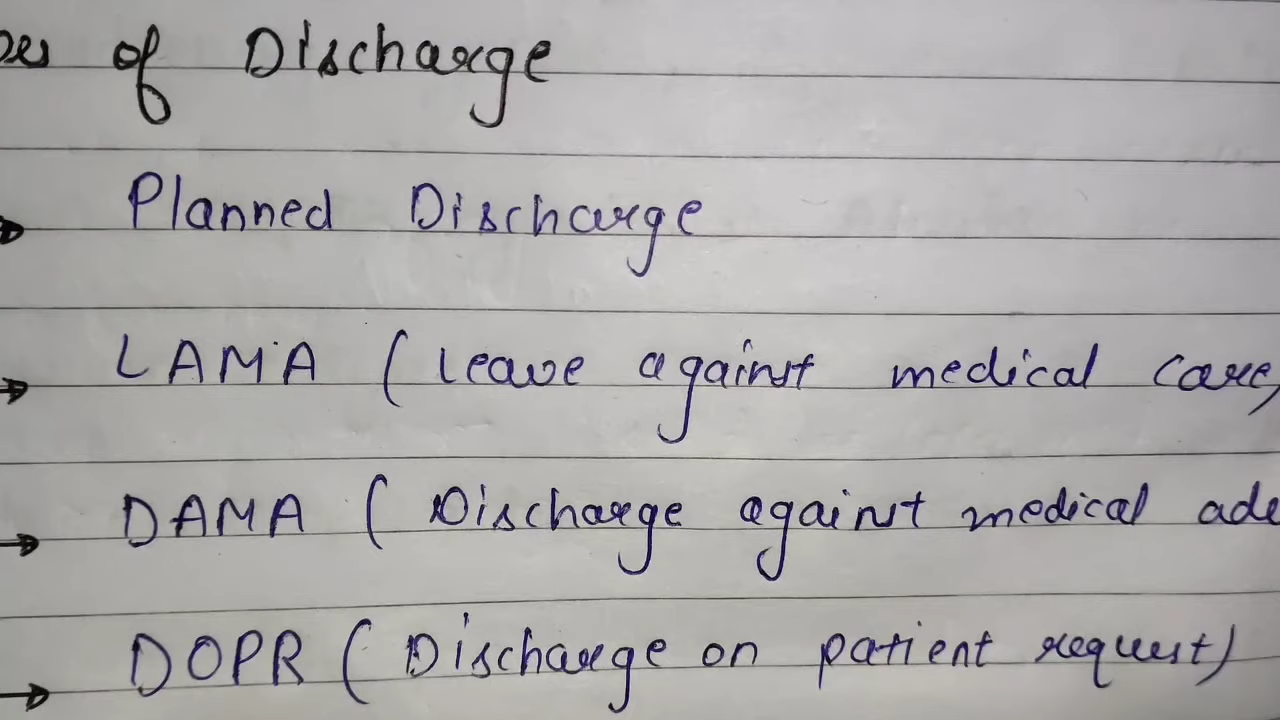 of Discharge
→ Planned Discharge
→ LAMA (Leave against medical care)
→ DAMA (Discharge against medical
→ DOPR (Discharge on patient request)